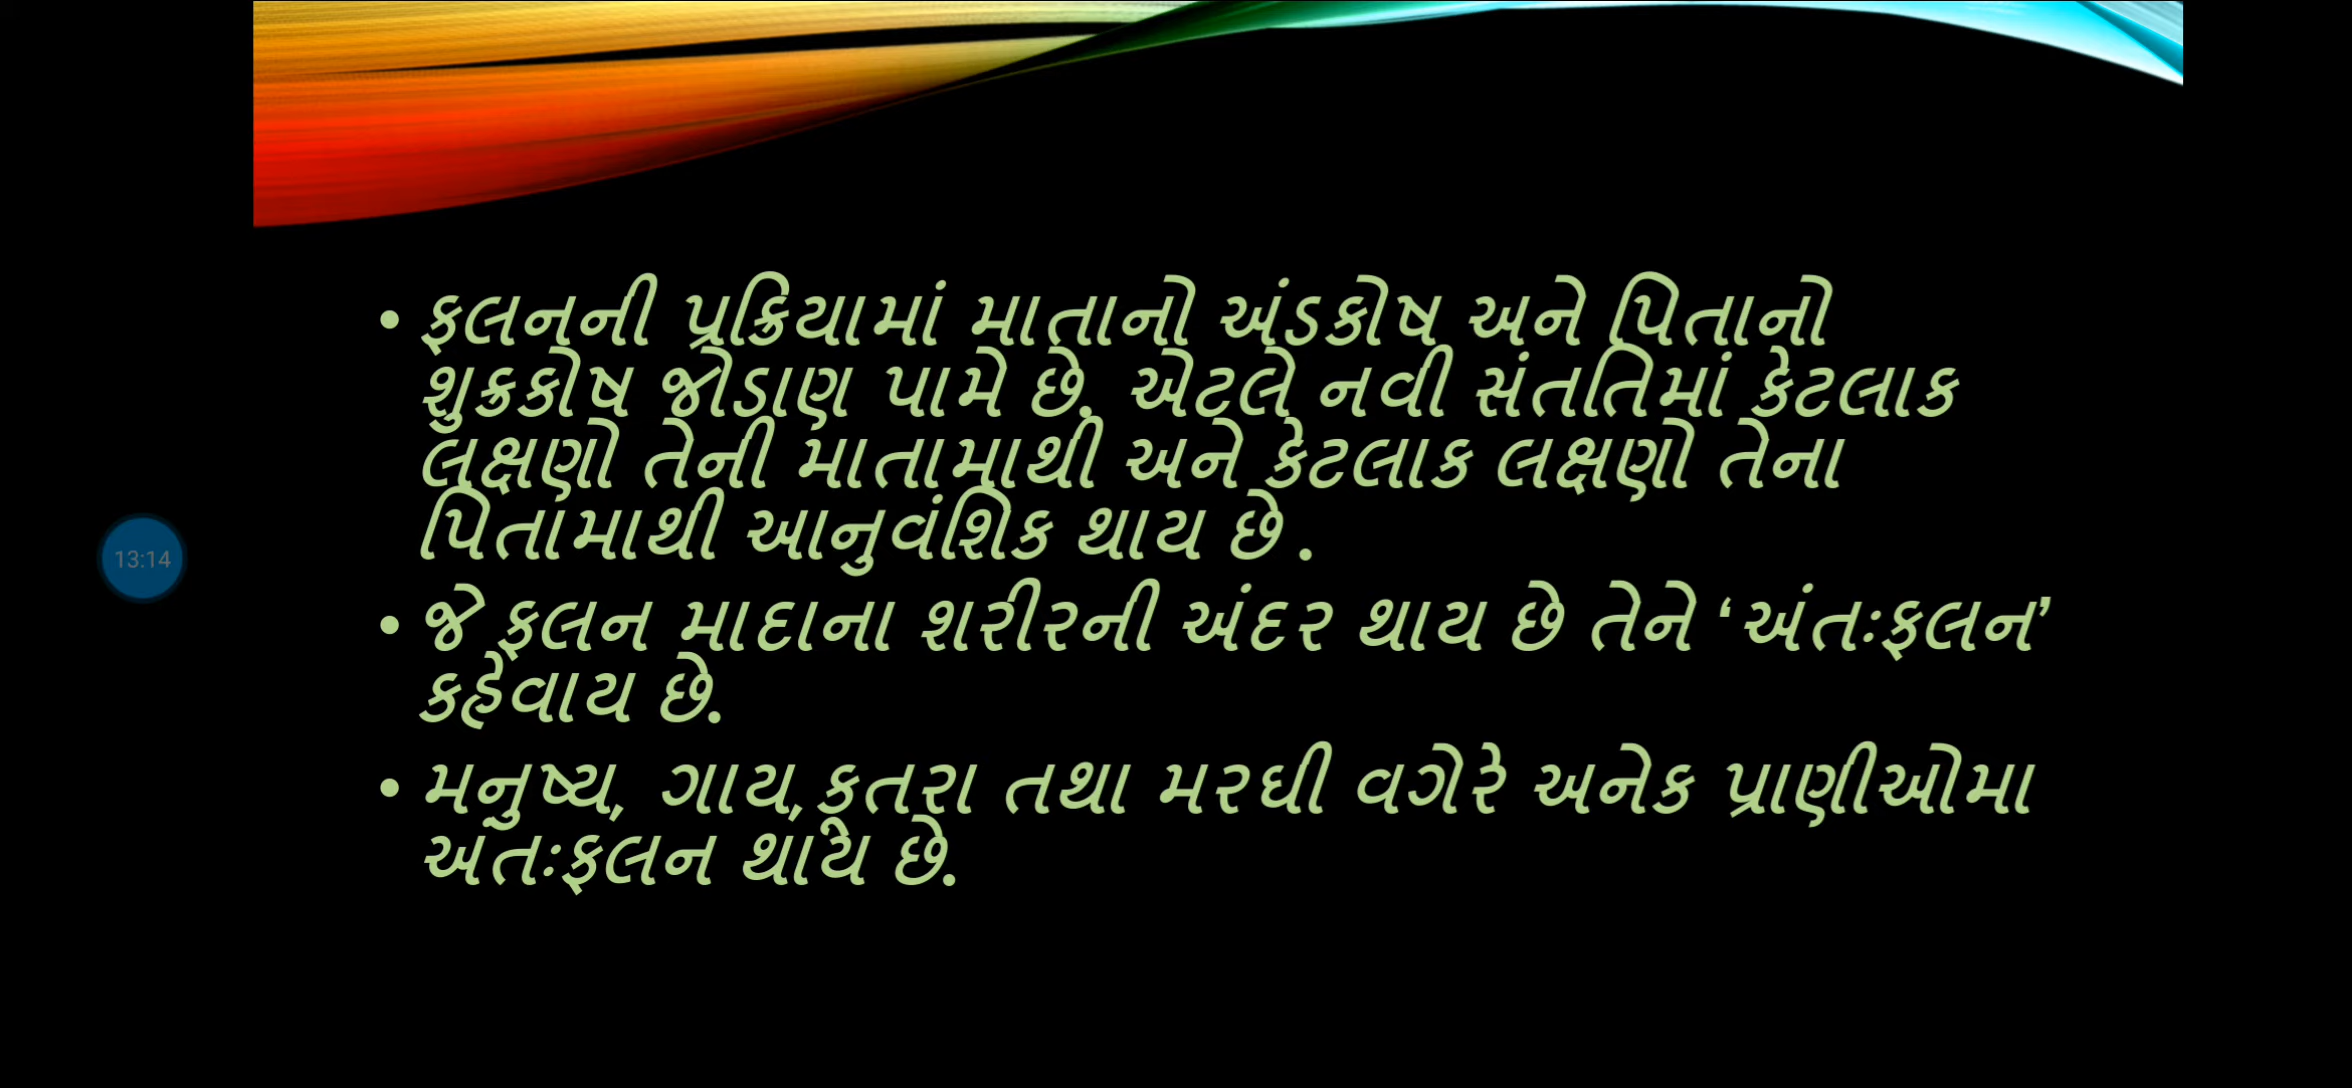 • ફલનની પ્રક્રિયામાં માતાનો અંડકોષ અને પિતાનો
શુક્રકોષ જોડાણ પામે છે. એટલે નવી સંતતિમાં કેટલાક
લક્ષણો તેની માતામાથી અને કેટલાક લક્ષણો તેના
પિતામાથી આનુવંશિક થાય છે .
13:14
• જે ફલન માદાના શરીરની અંદર થાય છે તેને ‘અંતઃફલન’
કહેવાય છે.
• મનુષ્ય, ગાય,કતરા તથા મરઘી વગેરે અનેક પ્રાણીઓમા
અંતઃફલન થાય છે.